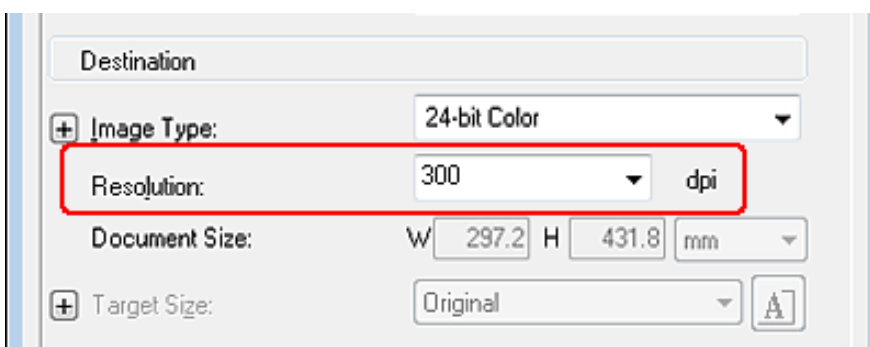 Destination
Image Type: 24-bit Color
Resolution: 300 dpi
Document Size: W 297.2 H 431.8 mm
Target Size: Original A